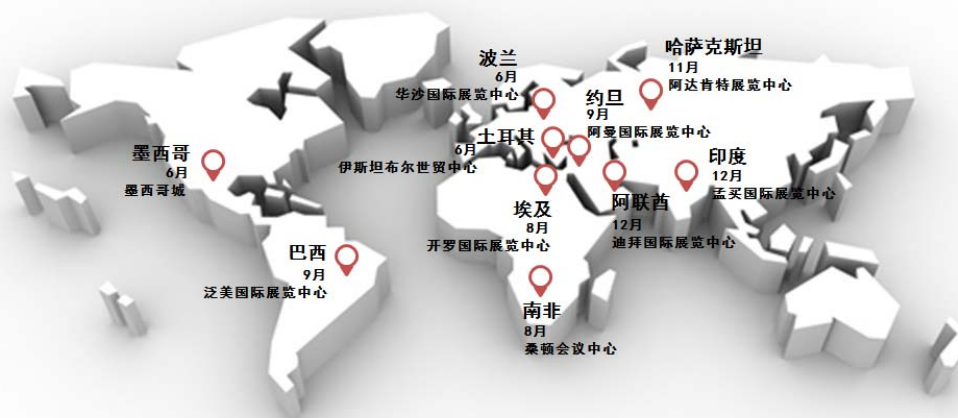 波兰
6月
华沙国际展览中心
哈萨克斯坦
11月
阿达肯特展览中心
约旦
9月
阿曼国际展览中心
土耳其
6月
伊斯坦布尔世贸中心
墨西哥
6月
墨西哥城
印度
12月
孟买国际展览中心
阿联酋
12月
迪拜国际展览中心
埃及
8月
开罗国际展览中心
巴西
9月
泛美国际展览中心
南非
8月
桑顿会议中心